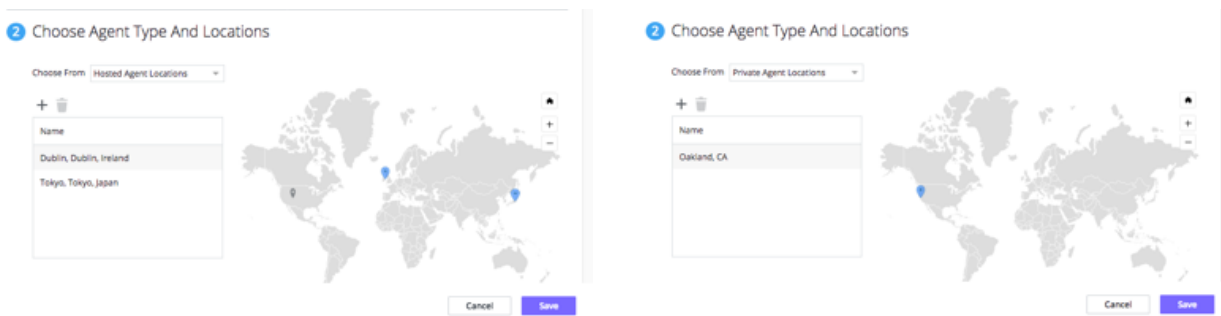 2 Choose Agent Type And Locations
Choose From Hosted Agent Locations
Name
Dublin, Dublin, Ireland
Tokyo, Tokyo, Japan
Cancel Save
2 Choose Agent Type And Locations
Choose From Private Agent Locations
Name
Oakland, CA
Cancel Save